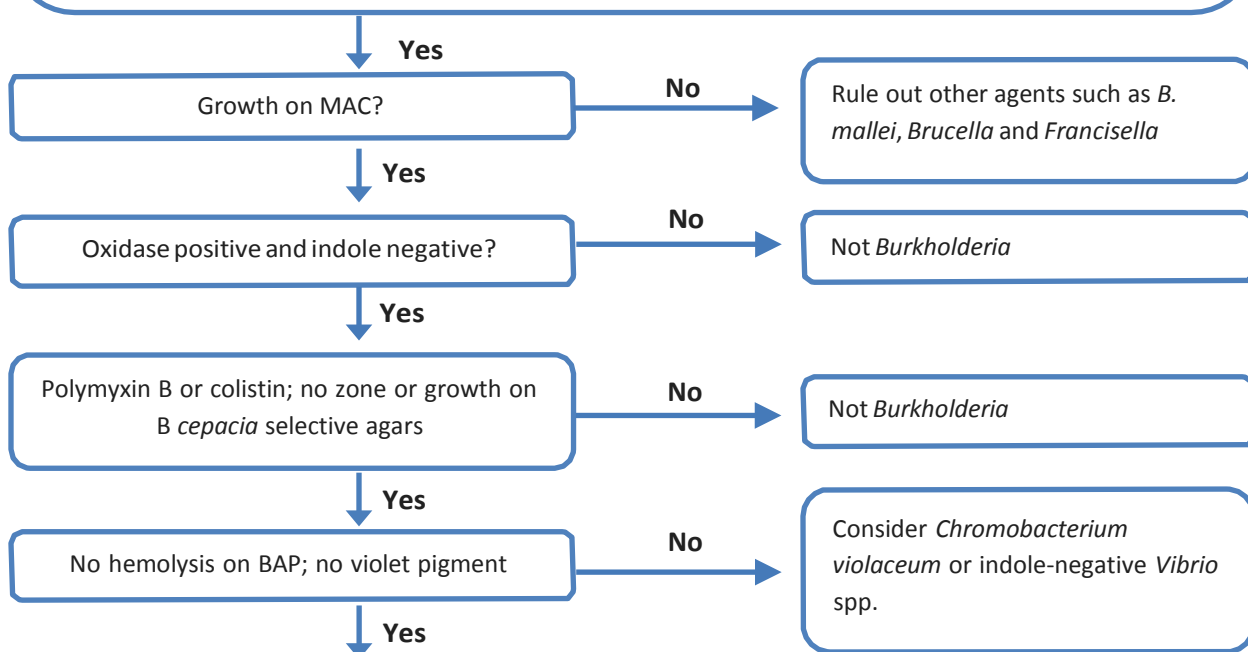 Yes
Growth on MAC?
No
Rule out other agents such as B.
mallei, Brucella and Francisella
Yes
Oxidase positive and indole negative?
No
Not Burkholderia
Yes
Polymyxin B or colistin; no zone or growth on
B cepacia selective agars
No
Not Burkholderia
Yes
No hemolysis on BAP; no violet pigment
No
Consider Chromobacterium
violaceum or indole-negative Vibrio
spp.
Yes